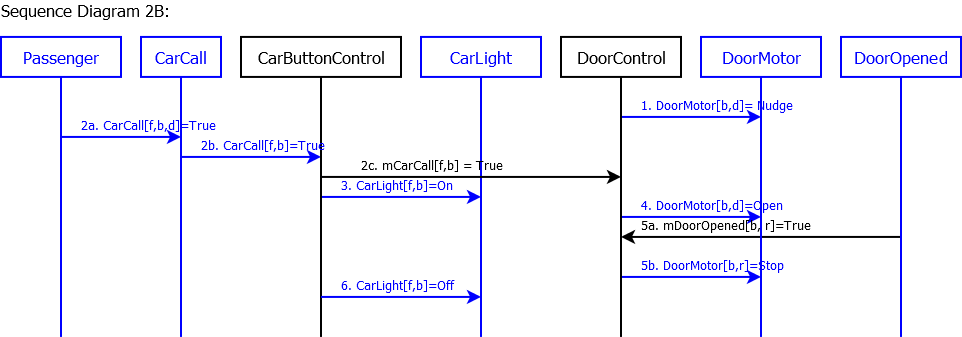 Sequence Diagram 2B:
Passenger
CarCall
CarButtonControl
CarLight
DoorControl
DoorMotor
DoorOpened
1. DoorMotor[b,d]= Nudge
2a. CarCall[f,b,d]=True
2b. CarCall[f,b]=True
2c. mCarCall[f,b] = True
3. CarLight[f,b]=On
4. DoorMotor[b,d]=Open
5a. mDoorOpened[b, r]=True
5b. DoorMotor[b,r]=Stop
6. CarLight[f,b]=Off